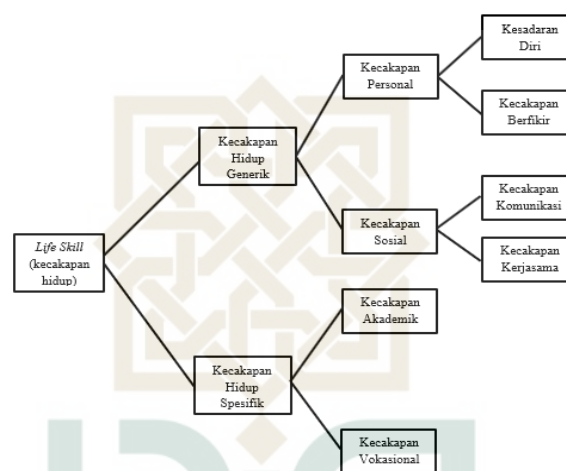 Kesadaran
Diri
Kecakapan
Personal
Kecakapan
Berfikir
Kecakapan
Hidup
Generik
Kecakapan
Komunikasi
Kecakapan
Sosial
Kecakapan
Kerjasama
Life Skill
(kecakapan
hidup)
Kecakapan
Akademik
Kecakapan
Hidup
Spesifik
Kecakapan
Vokasional